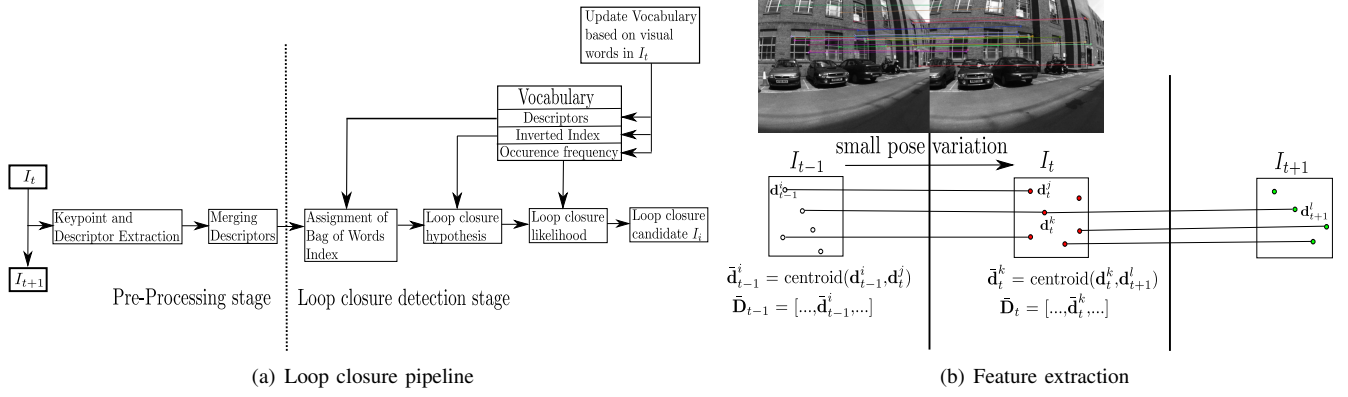 Update Vocabulary
based on visual
words in I_t
Vocabulary
Descriptors
Inverted Index
Occurence frequency
I_t
Keypoint and
Descriptor Extraction
Merging
Descriptors
Assignment of
Bag of Words
Index
Loop closure
hypothesis
Loop closure
likelihood
Loop closure
candidate I_i
I_{t+1}
Pre-Processing stage
Loop closure detection stage
(a) Loop closure pipeline
small pose variation
I_{t−1}
I_t
I_{t+1}
d^i_{t−1}
d^j_t
d^k_t
d^l_{t+1}
d̄^i_{t−1} = centroid(d^i_{t−1},d^j_t)
D̄_{t−1} = [...,d̄^i_{t−1},...]
d̄^k_t = centroid(d^k_t,d^l_{t+1})
D̄_t = [...,d̄^k_t,...]
(b) Feature extraction